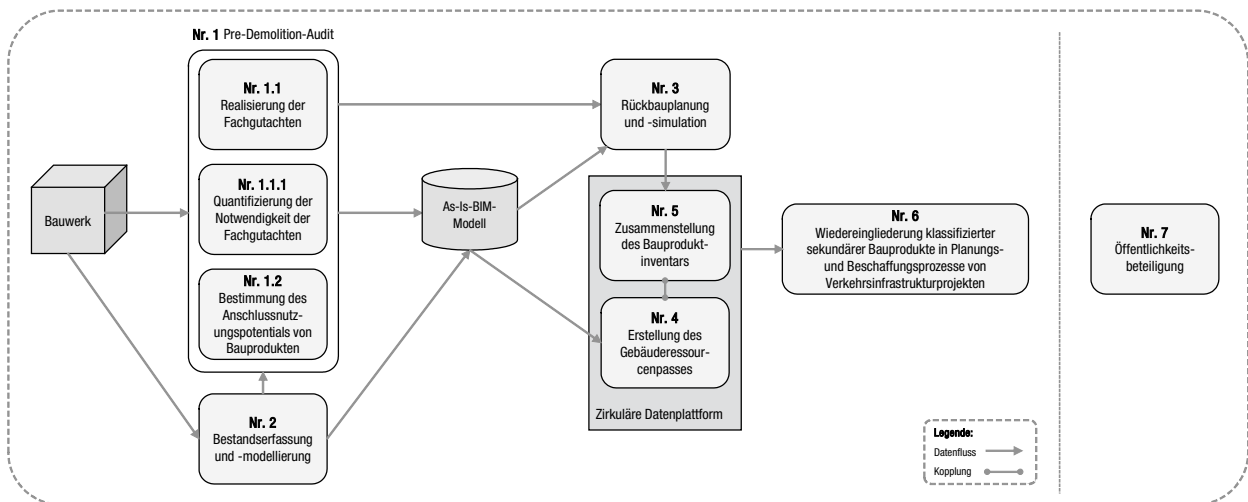 Nr. 1 Pre-Demolition-Audit
Nr. 1.1
Realisierung der
Fachgutachten
Nr. 1.1.1
Quantifizierung der
Notwendigkeit der
Fachgutachten
Nr. 1.2
Bestimmung des
Anschlussnut-
zungspotentials von
Bauprodukten
Bauwerk
Nr. 2
Bestandserfassung
und -modellierung
As-Is-BIM-
Modell
Nr. 3
Rückbauplanung
und -simulation
Nr. 5
Zusammenstellung
des Bauprodukt-
inventars
Nr. 4
Erstellung des
Gebäuderessour-
cenpasses
Zirkuläre Datenplattform
Nr. 6
Wiedereingliederung klassifizierter
sekundärer Bauprodukte in Planungs-
und Beschaffungsprozesse von
Verkehrsinfrastrukturprojekten
Nr. 7
Öffentlichkeits-
beteiligung
Legende:
Datenfluss
Kopplung